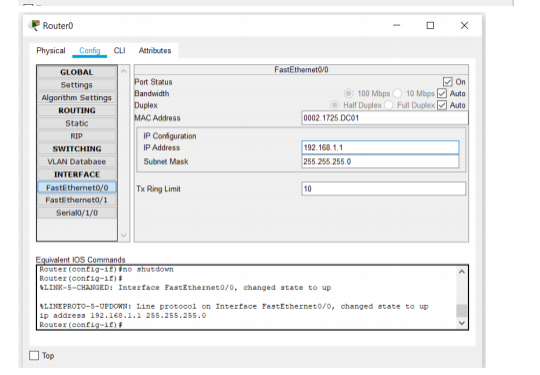 Router0
Physical Config CLI Attributes
GLOBAL
Settings
Algorithm Settings
ROUTING
Static
RIP
SWITCHING
VLAN Database
INTERFACE
FastEthernet0/0
FastEthernet0/1
Serial0/1/0
FastEthernet0/0
Port Status On
Bandwidth 100 Mbps 10 Mbps Auto
Duplex Half Duplex Full Duplex Auto
MAC Address 0002.1725.DC01
IP Configuration
IP Address 192.168.1.1
Subnet Mask 255.255.255.0
Tx Ring Limit 10
Equivalent IOS Commands
Router(config-if)#no shutdown
Router(config-if)#
%LINK-5-CHANGED: Interface FastEthernet0/0, changed state to up
%LINEPROTO-5-UPDOWN: Line protocol on Interface FastEthernet0/0, changed state to up
ip address 192.168.1.1 255.255.255.0
Router(config-if)#
Top